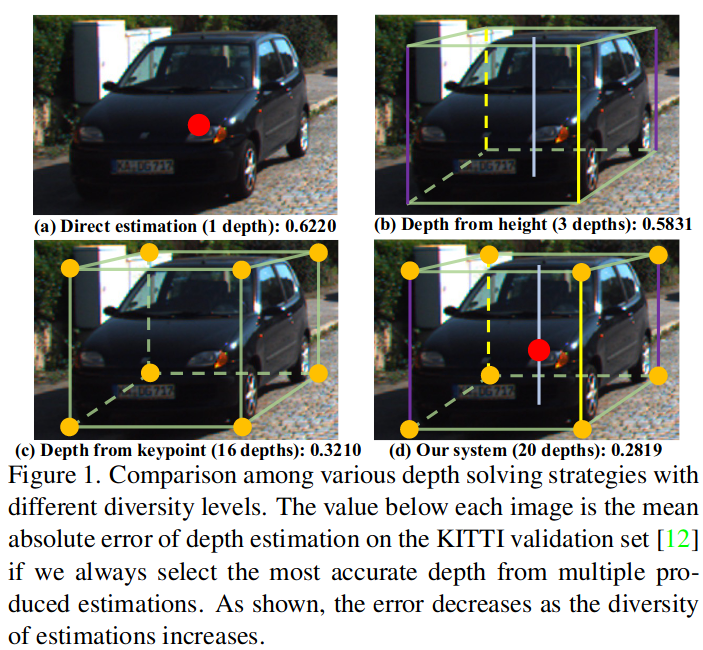 (a) Direct estimation (1 depth): 0.6220
(b) Depth from height (3 depths): 0.5831
(c) Depth from keypoint (16 depths): 0.3210
(d) Our system (20 depths): 0.2819
Figure 1. Comparison among various depth solving strategies with
different diversity levels. The value below each image is the mean
absolute error of depth estimation on the KITTI validation set [12]
if we always select the most accurate depth from multiple pro-
duced estimations. As shown, the error decreases as the diversity
of estimations increases.